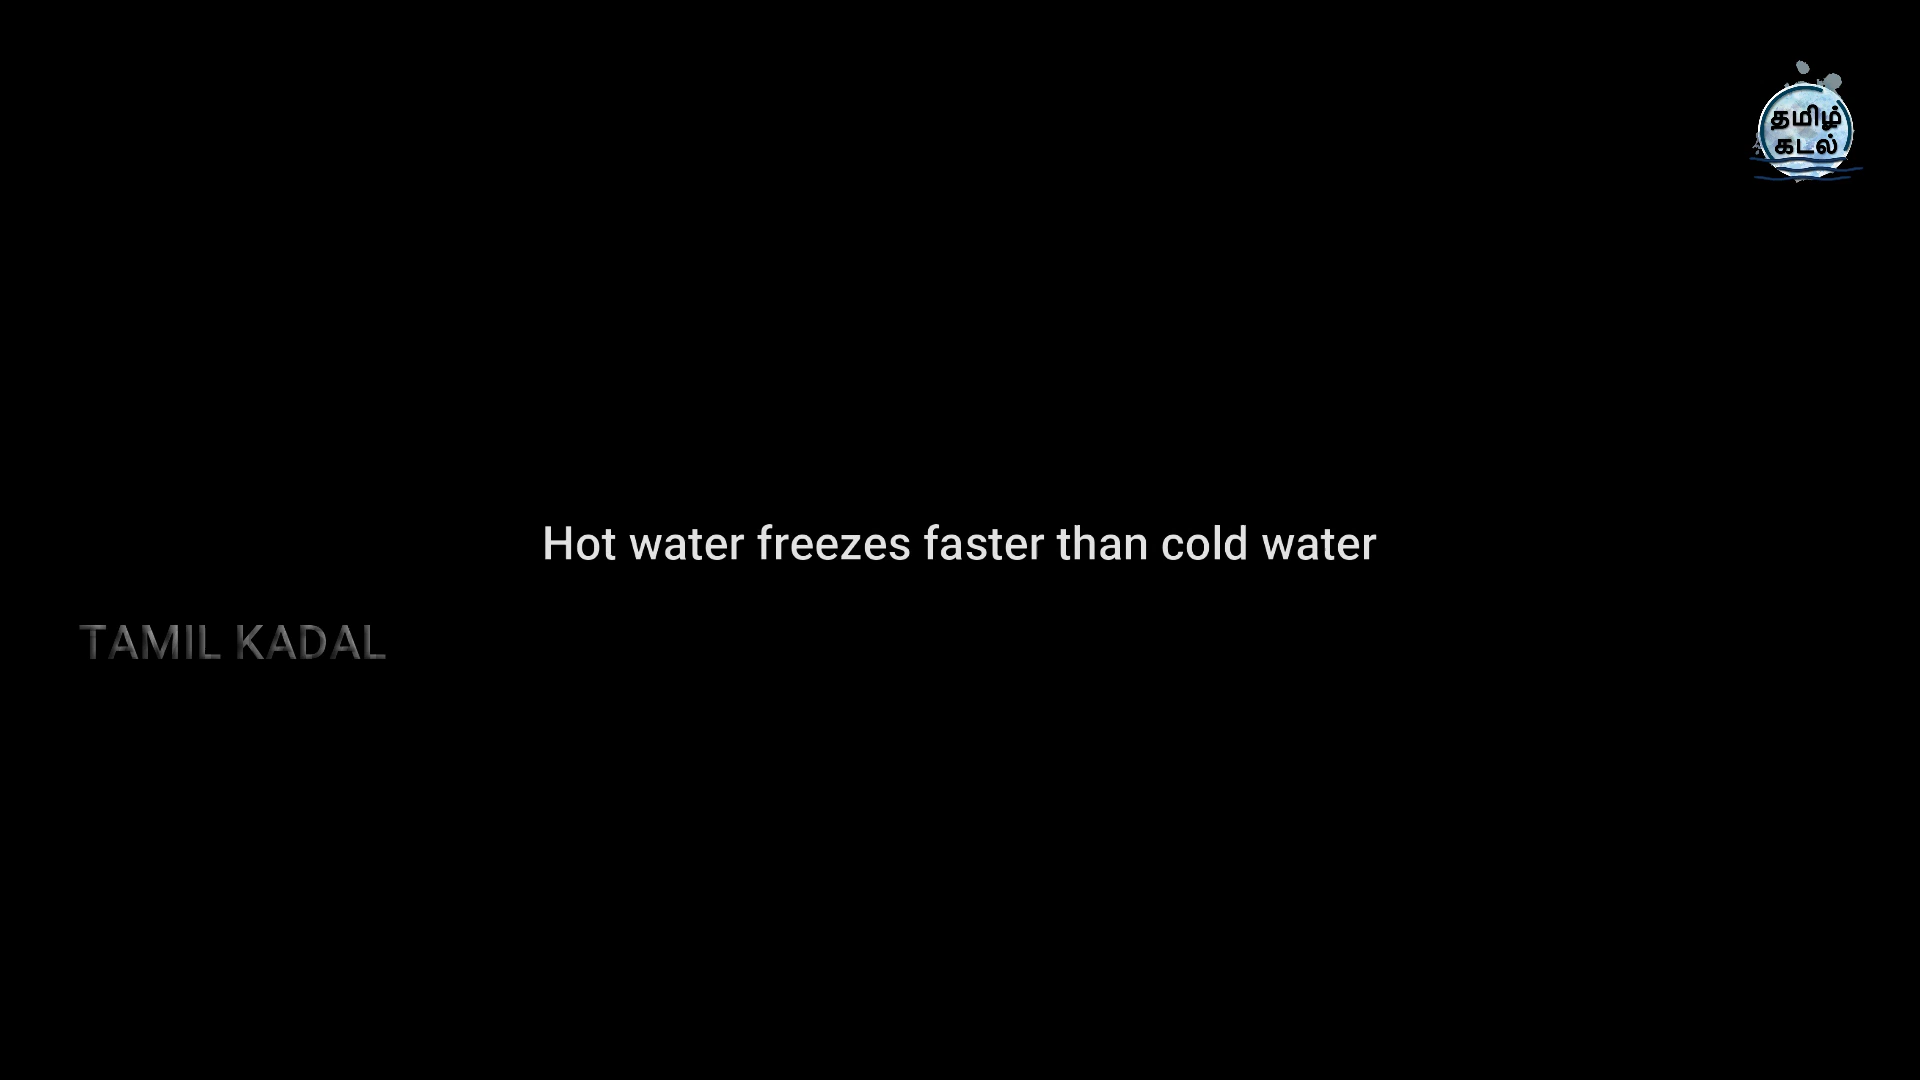 தமிழ்
கடல்
Hot water freezes faster than cold water
TAMIL KADAL